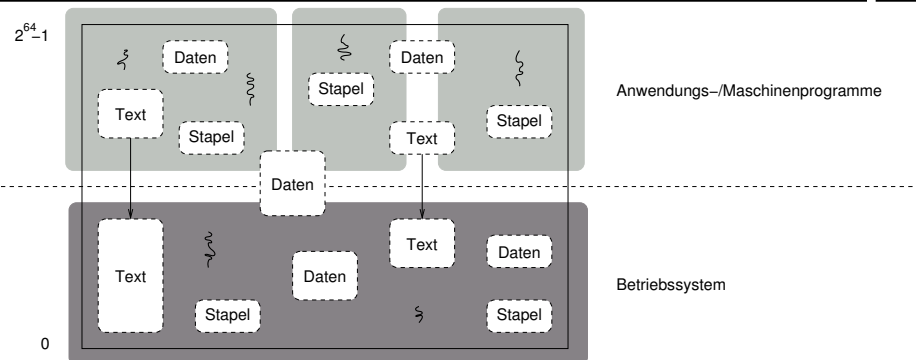 2^64−1
Daten
Daten
Stapel
Anwendungs−/Maschinenprogramme
Text
Stapel
Stapel
Text
Daten
Text
Daten
Text
Daten
Betriebssystem
Stapel
Stapel
0